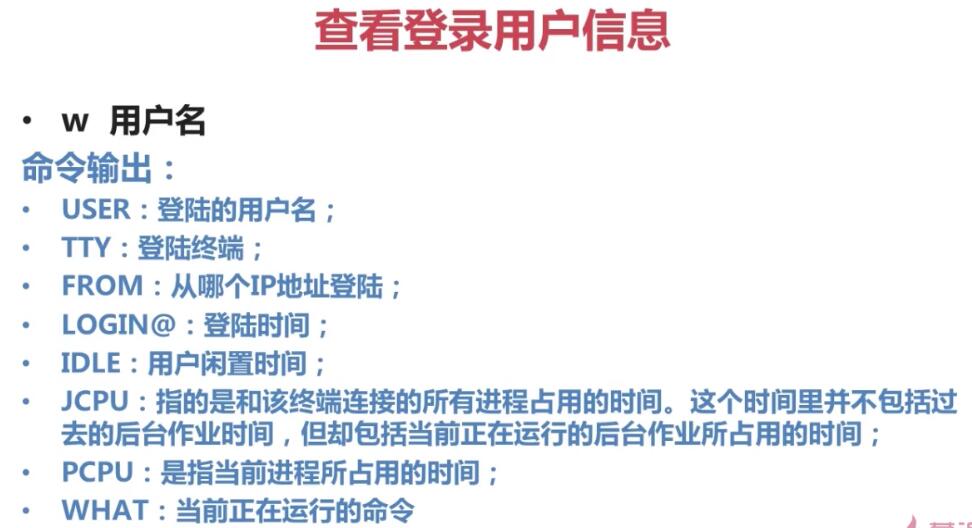 查看登录用户信息
• w 用户名
命令输出：
• USER：登陆的用户名；
• TTY：登陆终端；
• FROM：从哪个IP地址登陆；
• LOGIN@：登陆时间；
• IDLE：用户闲置时间；
• JCPU：指的是和该终端连接的所有进程占用的时间。这个时间里并不包括过
去的后台作业时间，但却包括当前正在运行的后台作业所占用的时间；
• PCPU：是指当前进程所占用的时间；
• WHAT：当前正在运行的命令